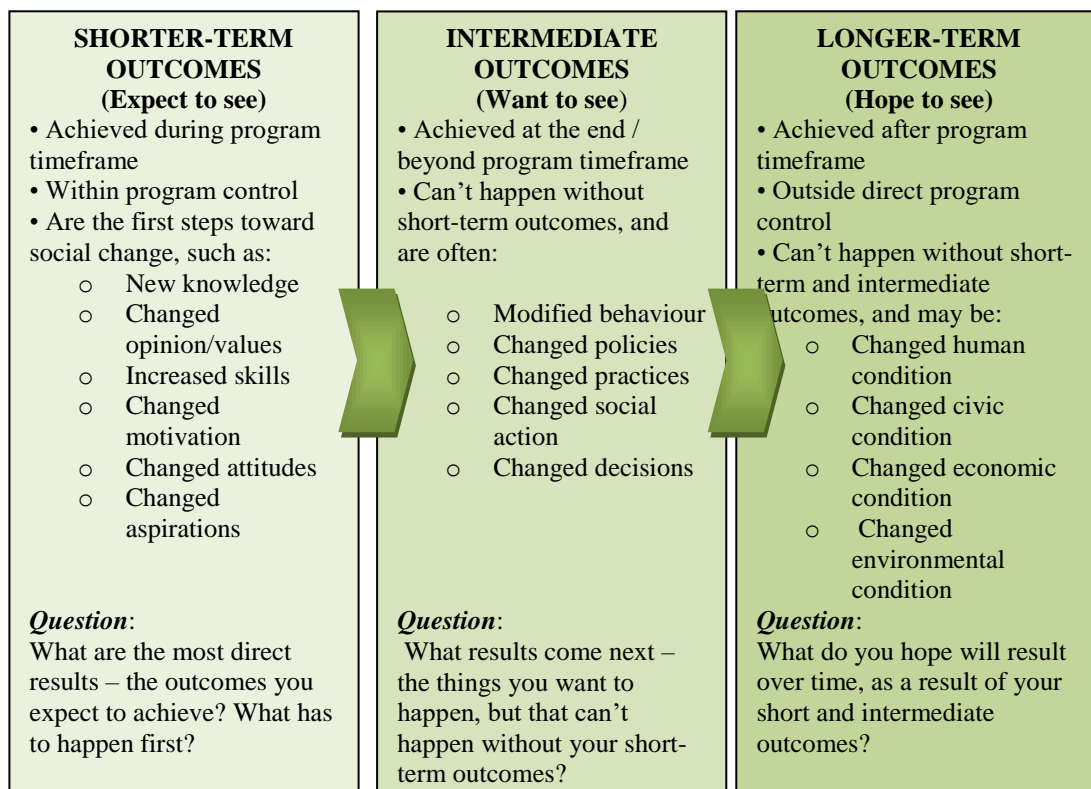 SHORTER-TERM
OUTCOMES
(Expect to see)
• Achieved during program
timeframe
• Within program control
• Are the first steps toward
social change, such as:
o New knowledge
o Changed
opinion/values
o Increased skills
o Changed
motivation
o Changed attitudes
o Changed
aspirations
Question:
What are the most direct
results – the outcomes you
expect to achieve? What has
to happen first?
INTERMEDIATE
OUTCOMES
(Want to see)
• Achieved at the end /
beyond program timeframe
• Can’t happen without
short-term outcomes, and
are often:
o Modified behaviour
o Changed policies
o Changed practices
o Changed social
action
o Changed decisions
Question:
What results come next –
the things you want to
happen, but that can’t
happen without your short-
term outcomes?
LONGER-TERM
OUTCOMES
(Hope to see)
• Achieved after program
timeframe
• Outside direct program
control
• Can’t happen without short-
term and intermediate
outcomes, and may be:
o Changed human
condition
o Changed civic
condition
o Changed economic
condition
o Changed
environmental
condition
Question:
What do you hope will result
over time, as a result of your
short and intermediate
outcomes?